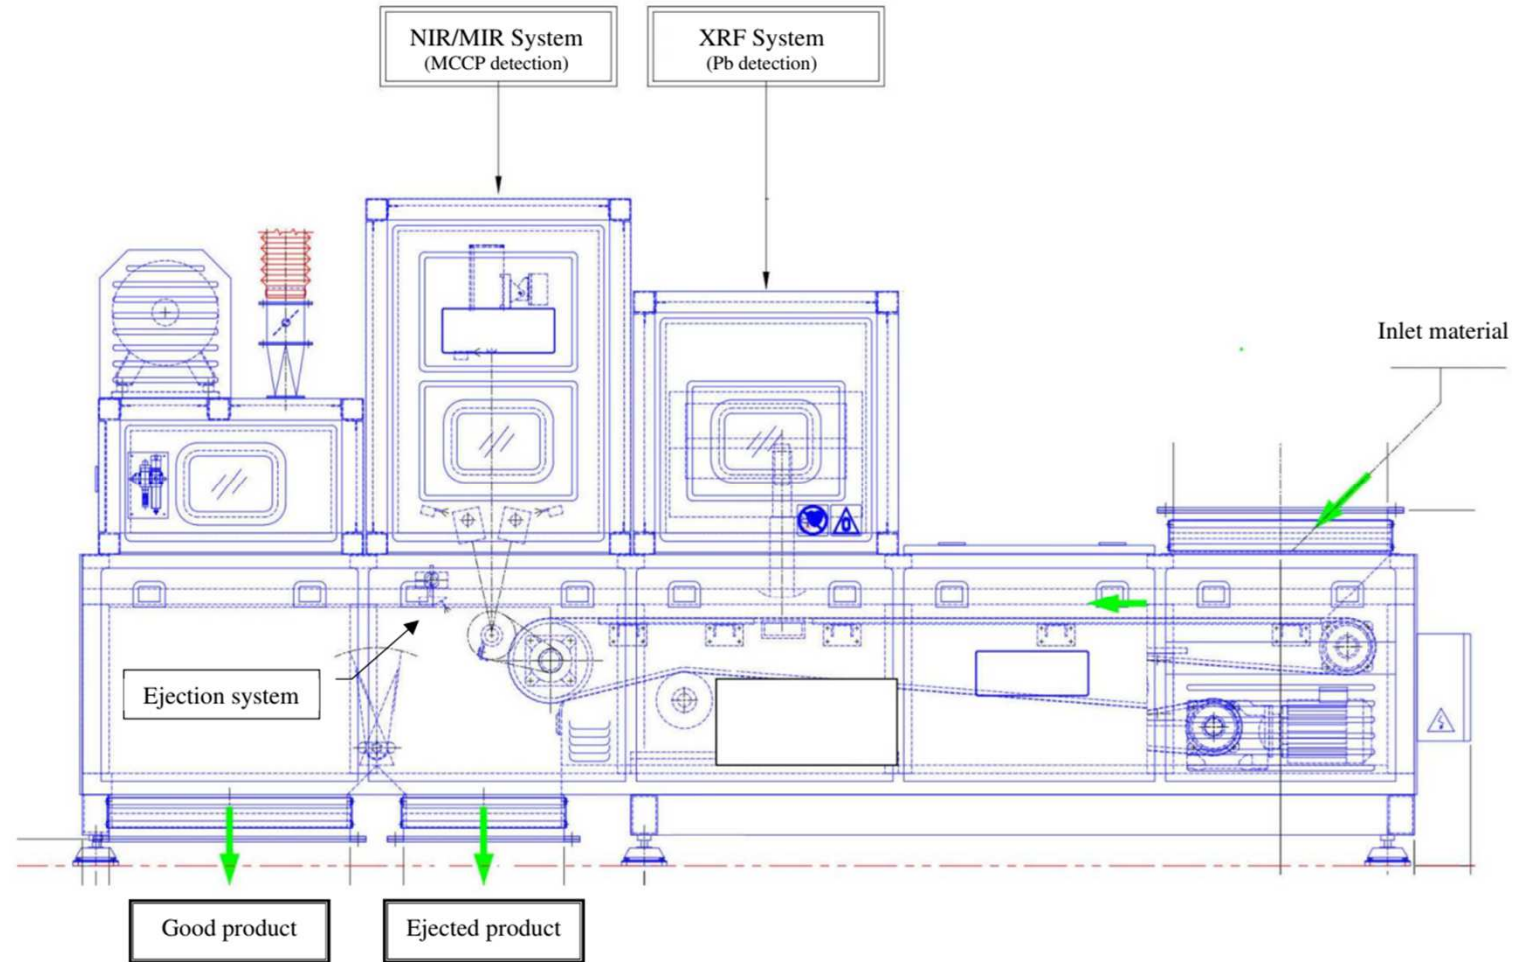 NIR/MIR System
(MCCP detection)
XRF System
(Pb detection)
Inlet material
Ejection system
Good product
Ejected product